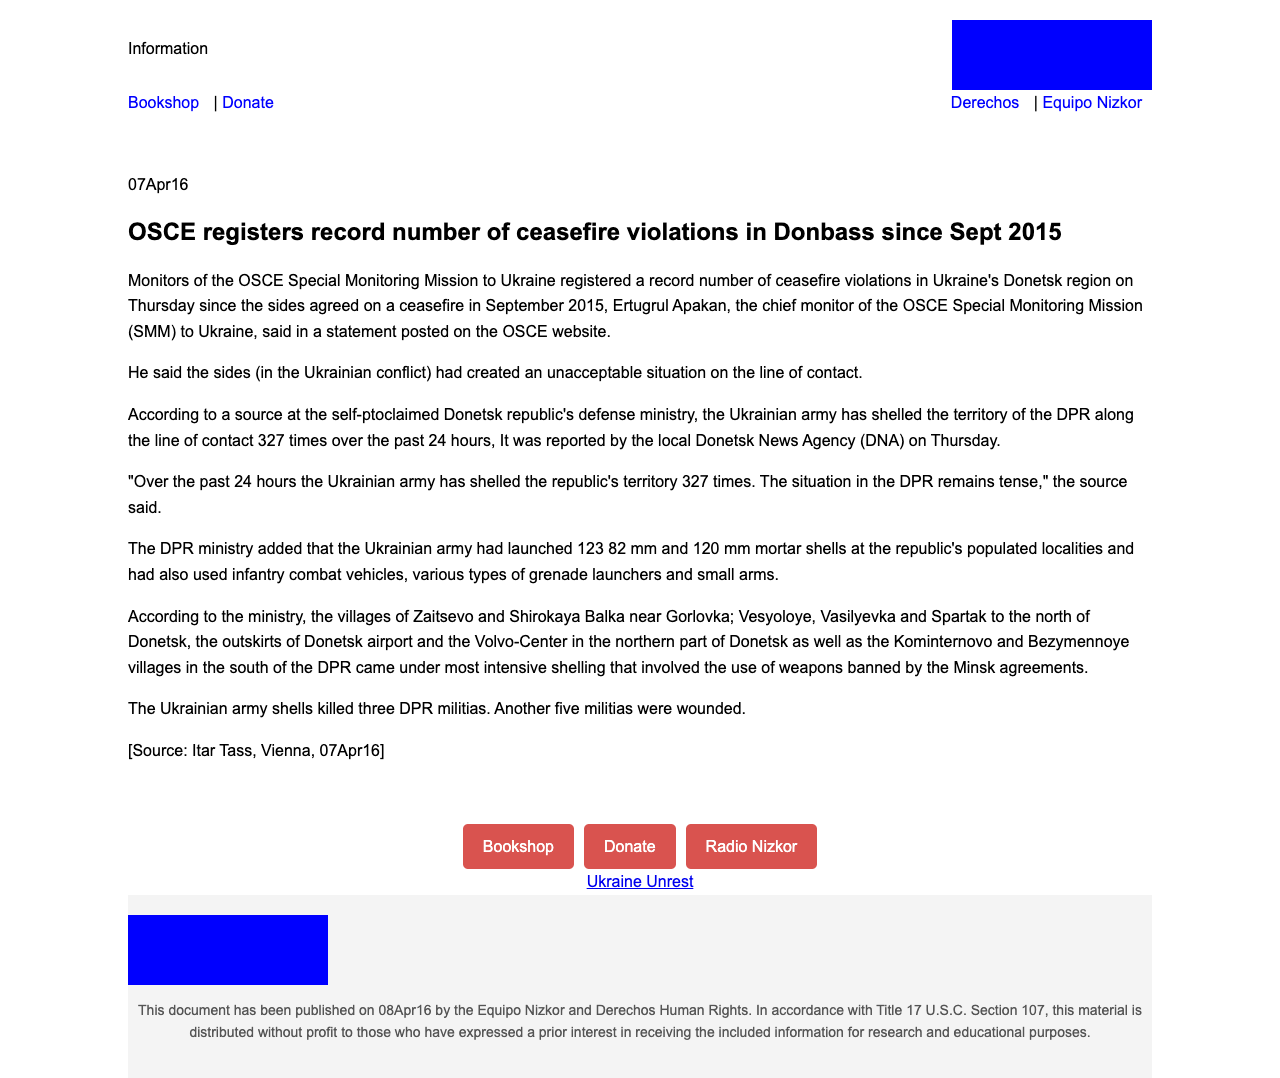 Information
Bookshop | Donate
Derechos | Equipo Nizkor
07Apr16
OSCE registers record number of ceasefire violations in Donbass since Sept 2015
Monitors of the OSCE Special Monitoring Mission to Ukraine registered a record number of ceasefire violations in Ukraine's Donetsk region on
Thursday since the sides agreed on a ceasefire in September 2015, Ertugrul Apakan, the chief monitor of the OSCE Special Monitoring Mission
(SMM) to Ukraine, said in a statement posted on the OSCE website.
He said the sides (in the Ukrainian conflict) had created an unacceptable situation on the line of contact.
According to a source at the self-ptoclaimed Donetsk republic's defense ministry, the Ukrainian army has shelled the territory of the DPR along
the line of contact 327 times over the past 24 hours, It was reported by the local Donetsk News Agency (DNA) on Thursday.
"Over the past 24 hours the Ukrainian army has shelled the republic's territory 327 times. The situation in the DPR remains tense," the source
said.
The DPR ministry added that the Ukrainian army had launched 123 82 mm and 120 mm mortar shells at the republic's populated localities and
had also used infantry combat vehicles, various types of grenade launchers and small arms.
According to the ministry, the villages of Zaitsevo and Shirokaya Balka near Gorlovka; Vesyoloye, Vasilyevka and Spartak to the north of
Donetsk, the outskirts of Donetsk airport and the Volvo-Center in the northern part of Donetsk as well as the Kominternovo and Bezymennoye
villages in the south of the DPR came under most intensive shelling that involved the use of weapons banned by the Minsk agreements.
The Ukrainian army shells killed three DPR militias. Another five militias were wounded.
[Source: Itar Tass, Vienna, 07Apr16]
Bookshop Donate Radio Nizkor
Ukraine Unrest
This document has been published on 08Apr16 by the Equipo Nizkor and Derechos Human Rights. In accordance with Title 17 U.S.C. Section 107, this material is
distributed without profit to those who have expressed a prior interest in receiving the included information for research and educational purposes.